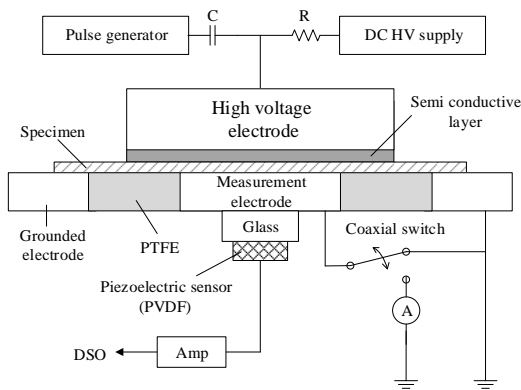 C
R
Pulse generator
DC HV supply
High voltage
electrode
Semi conductive
layer
Specimen
Measurement
electrode
Grounded
electrode
PTFE
Glass
Coaxial switch
Piezoelectric sensor
(PVDF)
A
DSO
Amp